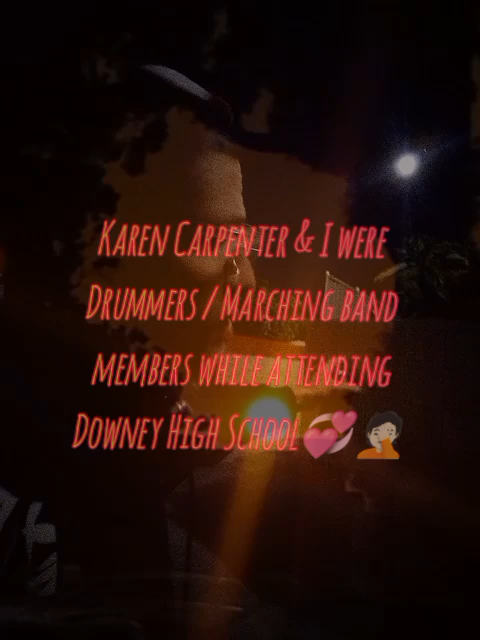 Karen Carpenter & I were
Drummers / Marching band
members while attending
Downey High School 💞 🤦